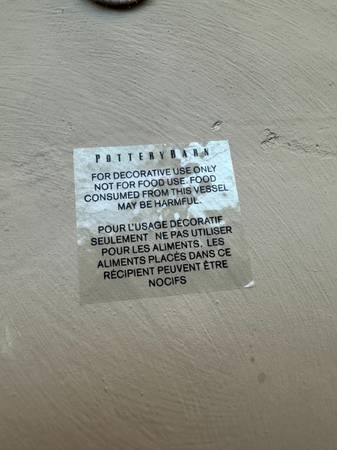 POTTERYBARN
FOR DECORATIVE USE ONLY
NOT FOR FOOD USE. FOOD
CONSUMED FROM THIS VESSEL
MAY BE HARMFUL.
POUR L'USAGE DÉCORATIF
SEULEMENT NE PAS UTILISER
POUR LES ALIMENTS. LES
ALIMENTS PLACÉS DANS CE
RÉCIPIENT PEUVENT ÊTRE
NOCIFS